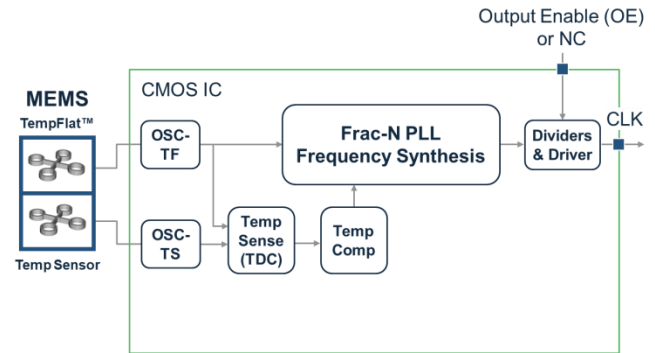 Output Enable (OE)
or NC
MEMS
TempFlat™
CMOS IC
CLK
OSC-
TF
Frac-N PLL
Frequency Synthesis
Dividers
& Driver
OSC-
TS
Temp
Sense
(TDC)
Temp
Comp
Temp Sensor